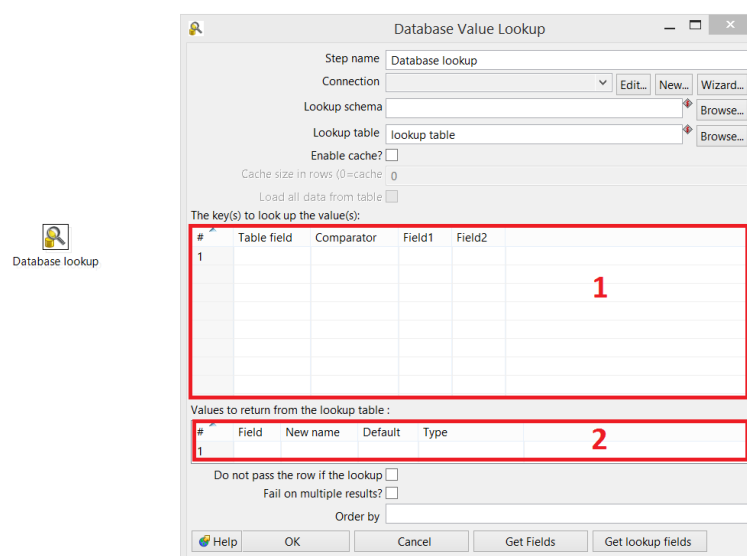 Database Value Lookup
Step name Database lookup
Connection Edit... New... Wizard...
Lookup schema Browse...
Lookup table lookup table Browse...
Enable cache?
Cache size in rows (0=cache 0
Load all data from table
The key(s) to look up the value(s):
# Table field Comparator Field1 Field2
1
1
Database lookup
Values to return from the lookup table :
# Field New name Default Type
2
1
Do not pass the row if the lookup
Fail on multiple results?
Order by
Help OK Cancel Get Fields Get lookup fields